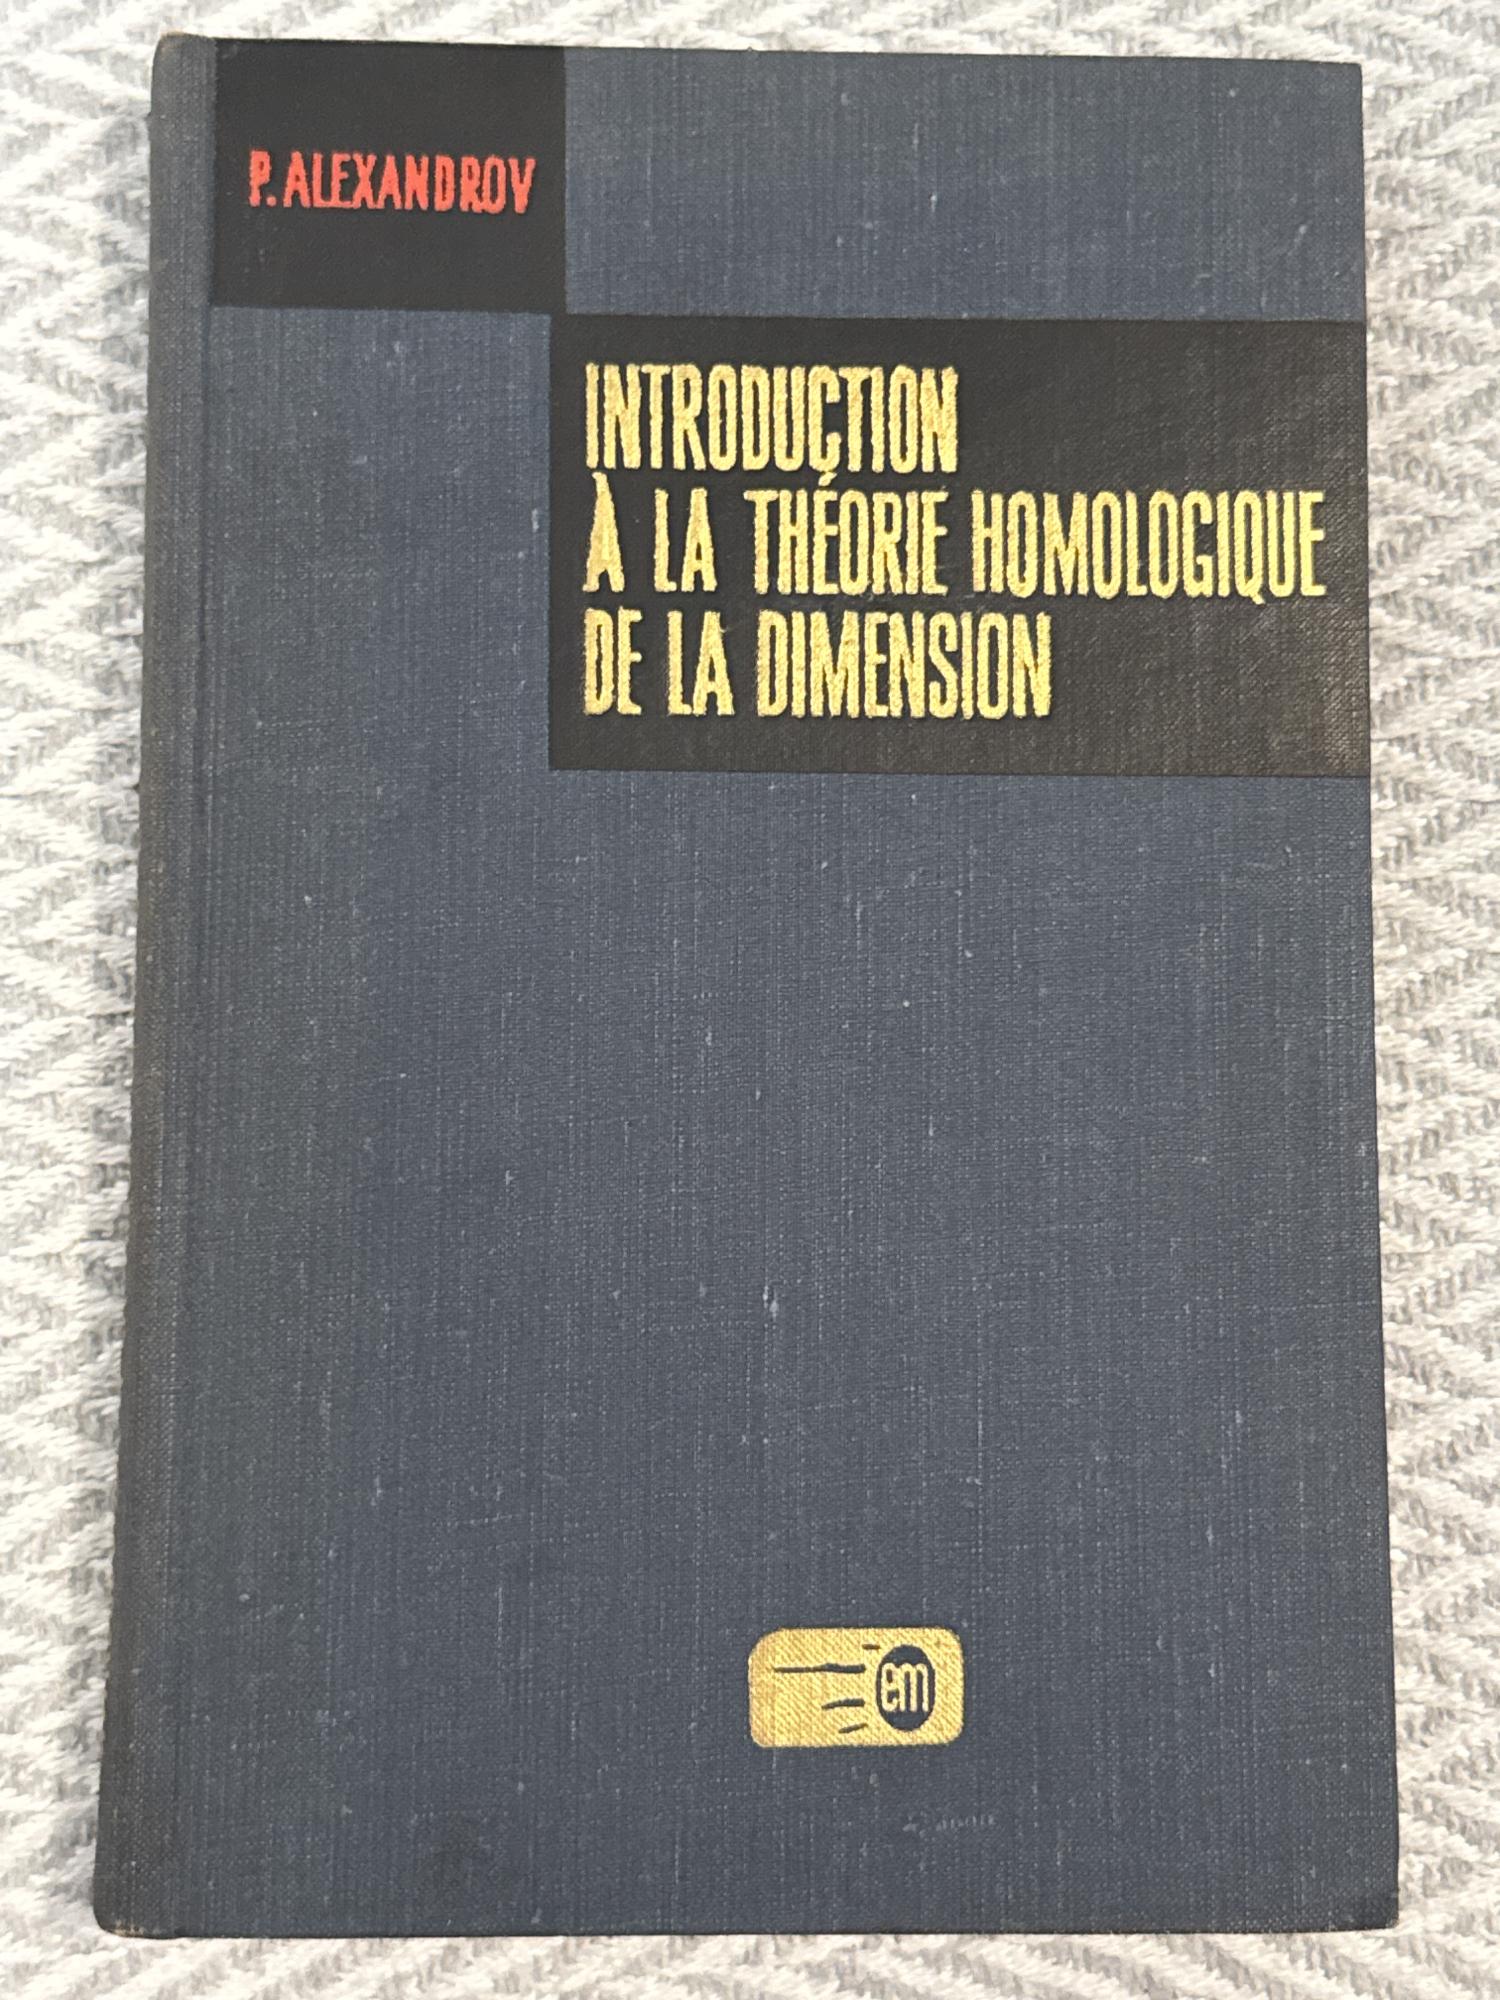 P. ALEXANDROV
INTRODUCTION
À LA THÉORIE HOMOLOGIQUE
DE LA DIMENSION
em